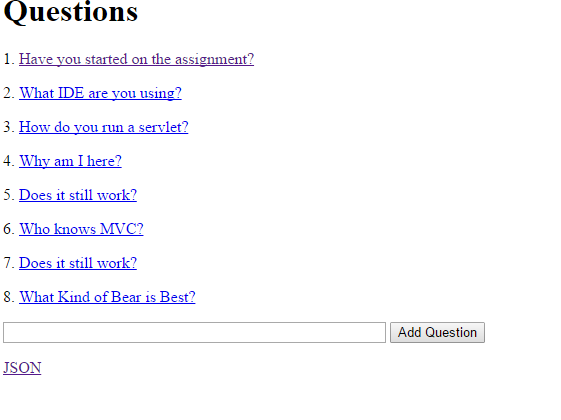 Questions
1. Have you started on the assignment?
2. What IDE are you using?
3. How do you run a servlet?
4. Why am I here?
5. Does it still work?
6. Who knows MVC?
7. Does it still work?
8. What Kind of Bear is Best?
Add Question
JSON